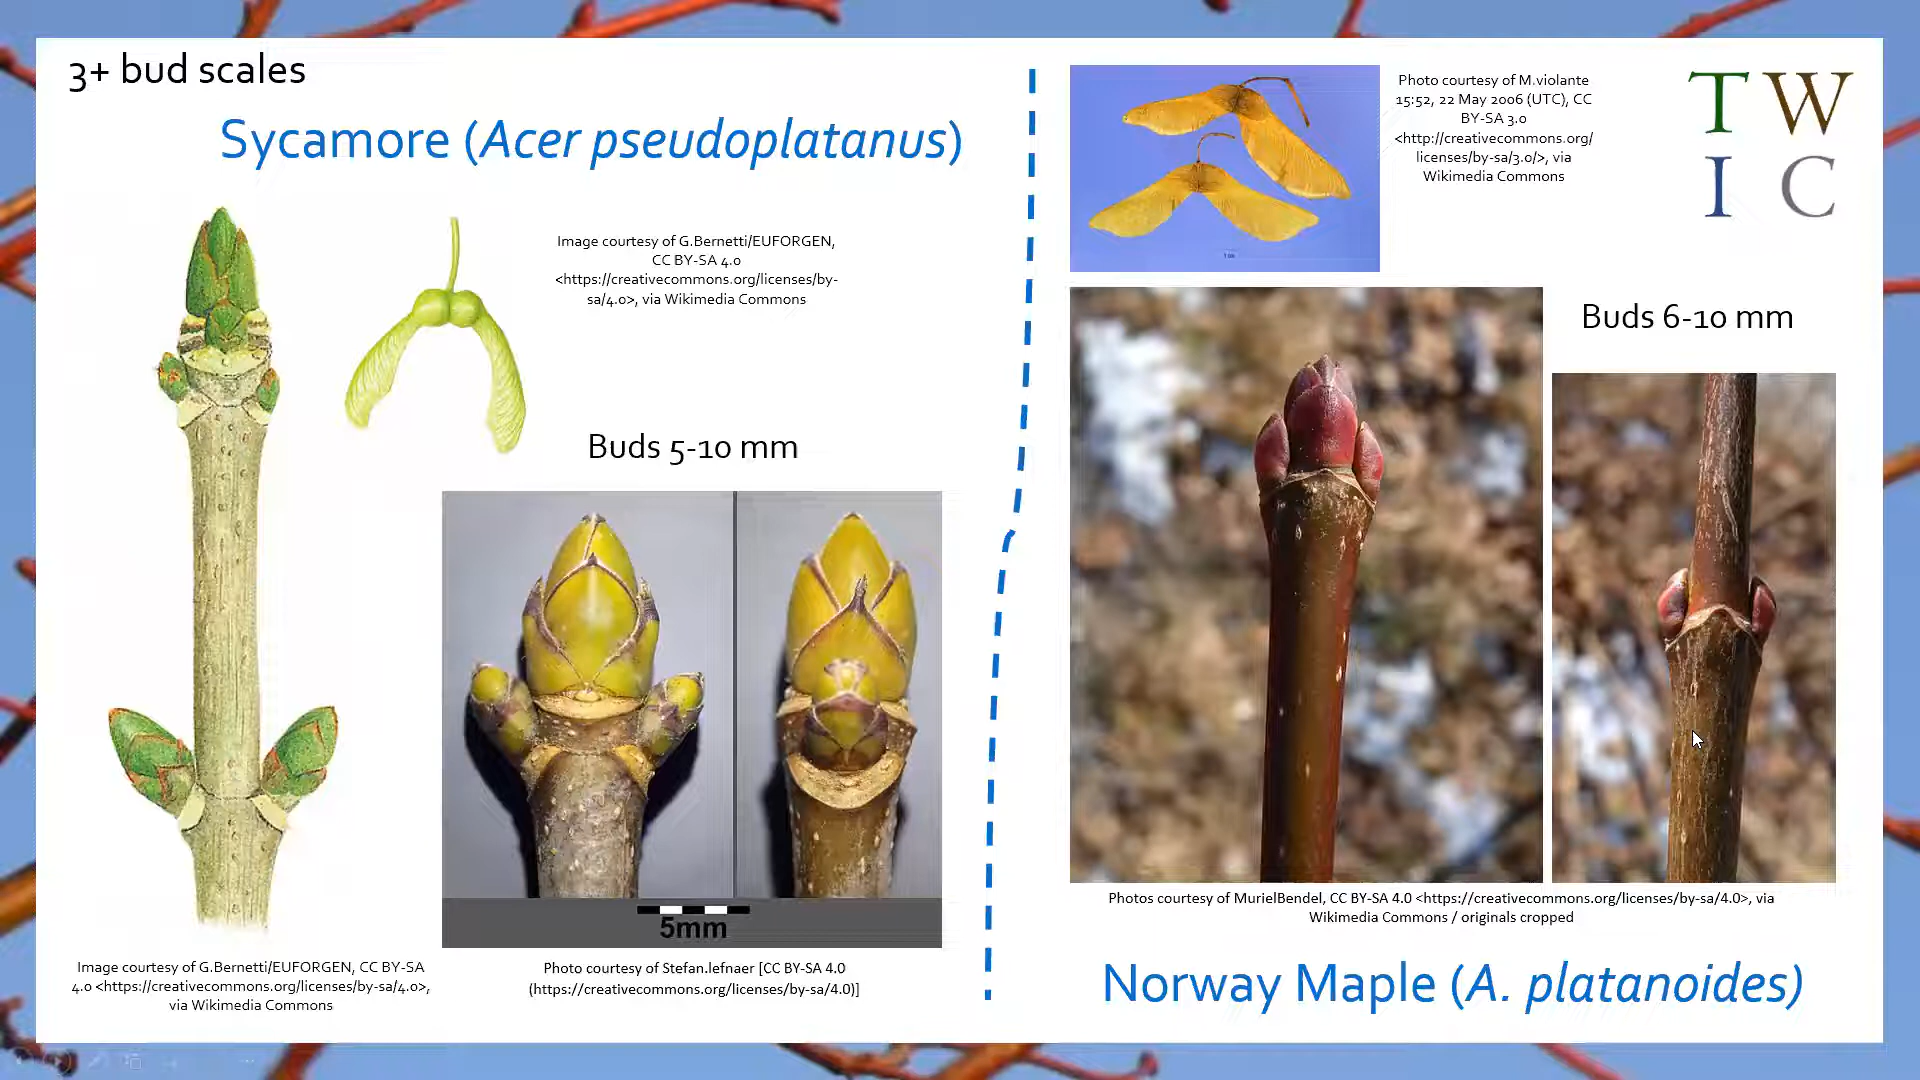 3+ bud scales
Sycamore (Acer pseudoplatanus)
Image courtesy of G.Bernetti/EUFORGEN,
CC BY-SA 4.0
<https://creativecommons.org/licenses/by-
sa/4.0>, via Wikimedia Commons
Buds 5-10 mm
5mm
Image courtesy of G.Bernetti/EUFORGEN, CC BY-SA
4.0 <https://creativecommons.org/licenses/by-sa/4.0>,
via Wikimedia Commons
Photo courtesy of Stefan.lefnaer [CC BY-SA 4.0
(https://creativecommons.org/licenses/by-sa/4.0)]
1 cm
Photo courtesy of M.violante
15:52, 22 May 2006 (UTC), CC
BY-SA 3.0
<http://creativecommons.org/
licenses/by-sa/3.0/>, via
Wikimedia Commons
T W
I C
Buds 6-10 mm
Photos courtesy of MurielBendel, CC BY-SA 4.0 <https://creativecommons.org/licenses/by-sa/4.0>, via
Wikimedia Commons / originals cropped
Norway Maple (A. platanoides)